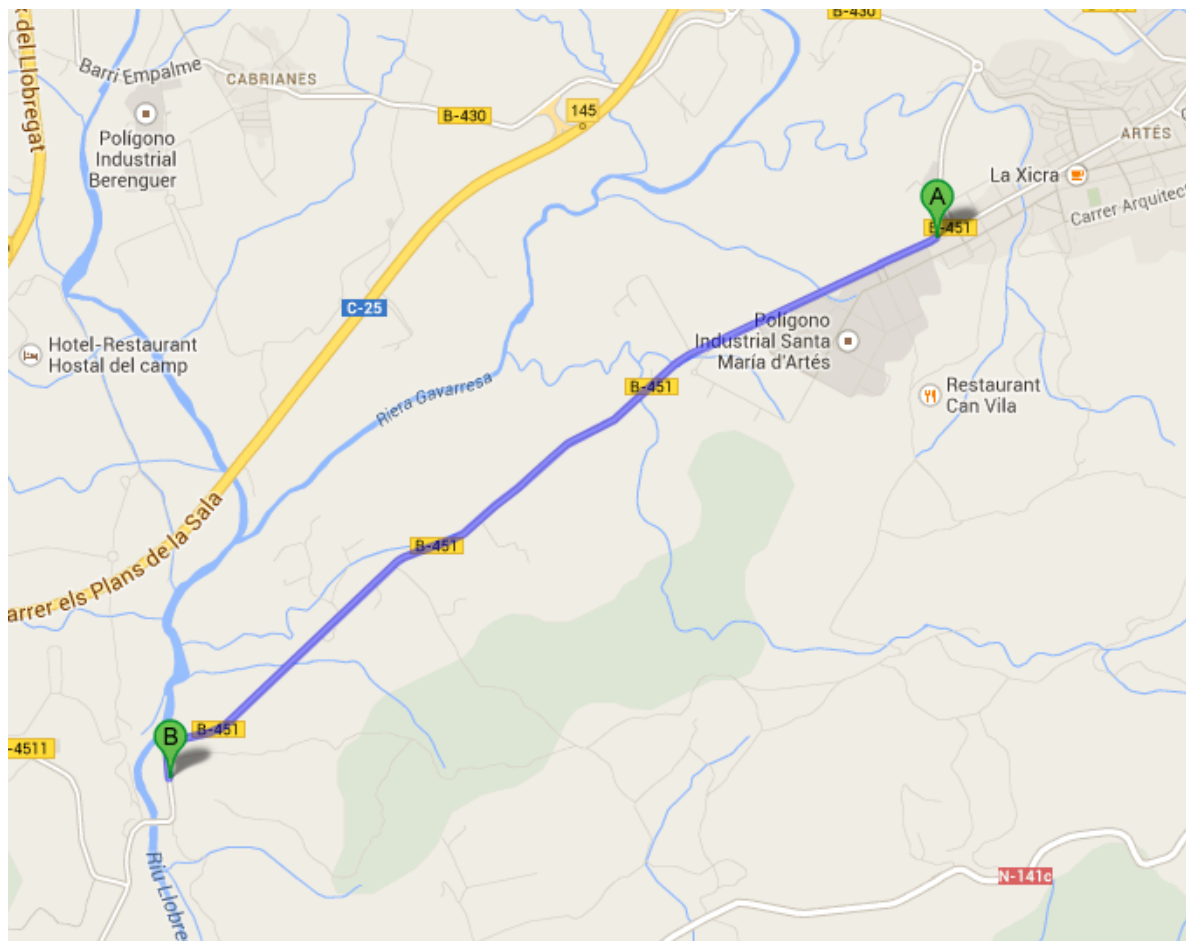 B-430
x del Llobregat
Barri Empalme
CABRIANES
B-430
145
Polígono
Industrial
Berenguer
ARTÉS
La Xicra
A
Carrer Arquitect
B-451
C-25
Polígono
Industrial Santa
María d'Artés
Hotel-Restaurant
Hostal del camp
B-451
Riera Gavarresa
Restaurant
Can Vila
arrer els Plans de la Sala
B-451
B-451
B
-4511
Riu Llobre
N-141c